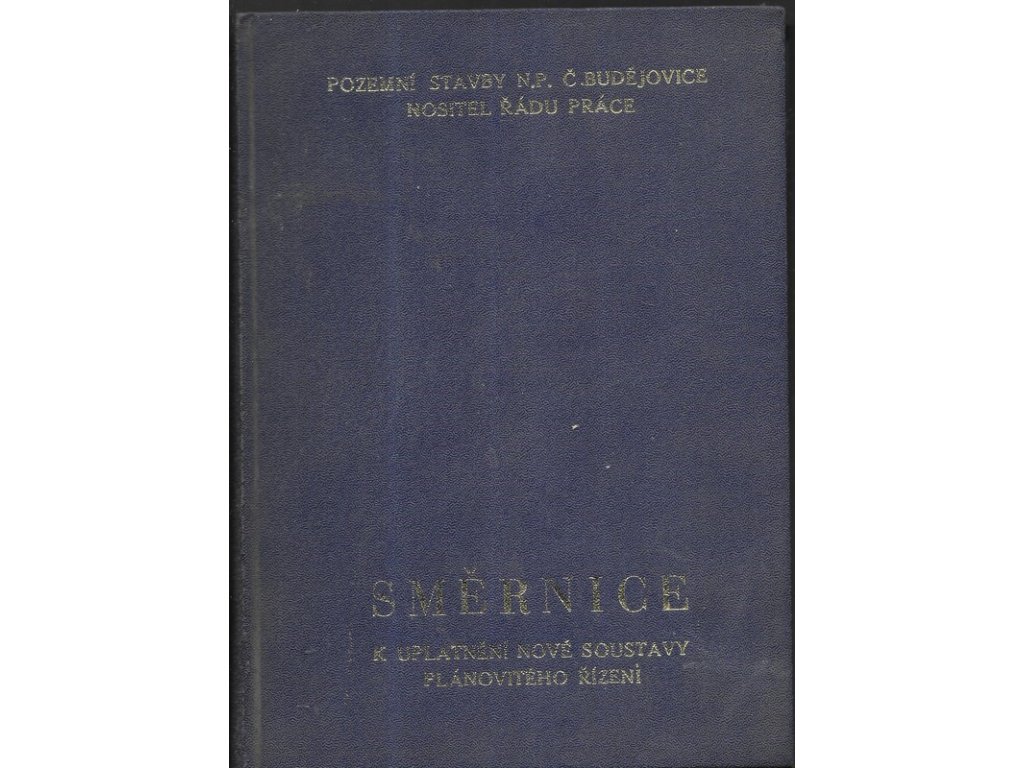 POZEMNÍ STAVBY N.P. Č.BUDĚJOVICE
NOSITEL ŘÁDU PRÁCE
SMĚRNICE
K UPLATNĚNÍ NOVÉ SOUSTAVY
PLÁNOVITÉHO ŘÍZENÍ